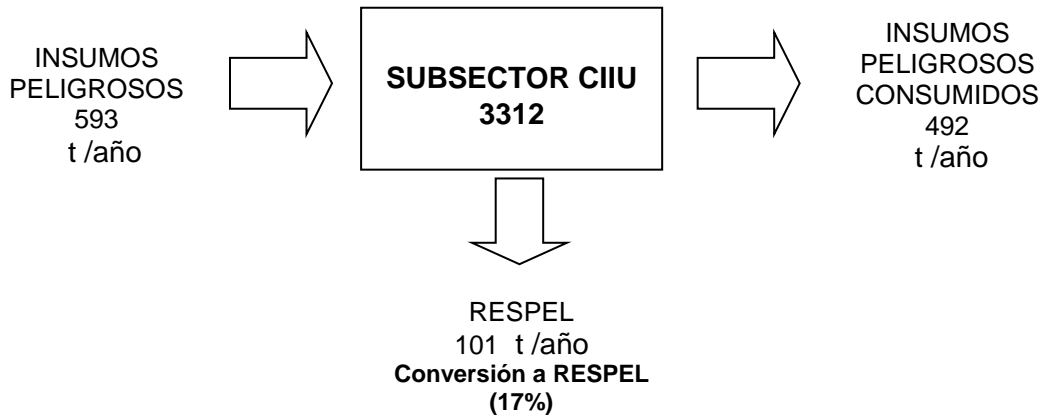 INSUMOS
PELIGROSOS
593
t /año
SUBSECTOR CIIU
3312
INSUMOS
PELIGROSOS
CONSUMIDOS
492
t /año
RESPEL
101 t /año
Conversión a RESPEL
(17%)